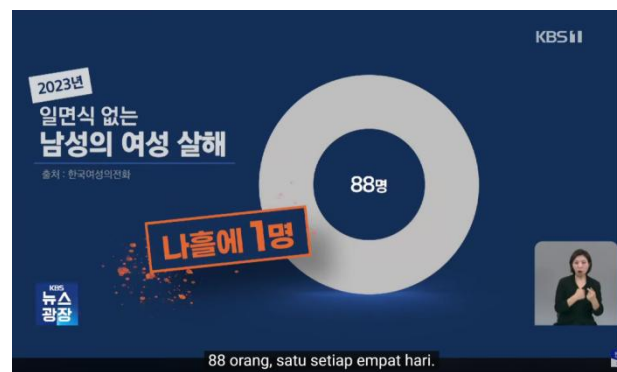 KBS 1
2023년
일면식 없는
남성의 여성 살해
출처 : 한국여성의전화
88명
나흘에 1명
KBS
뉴스
광장
88 orang, satu setiap empat hari.